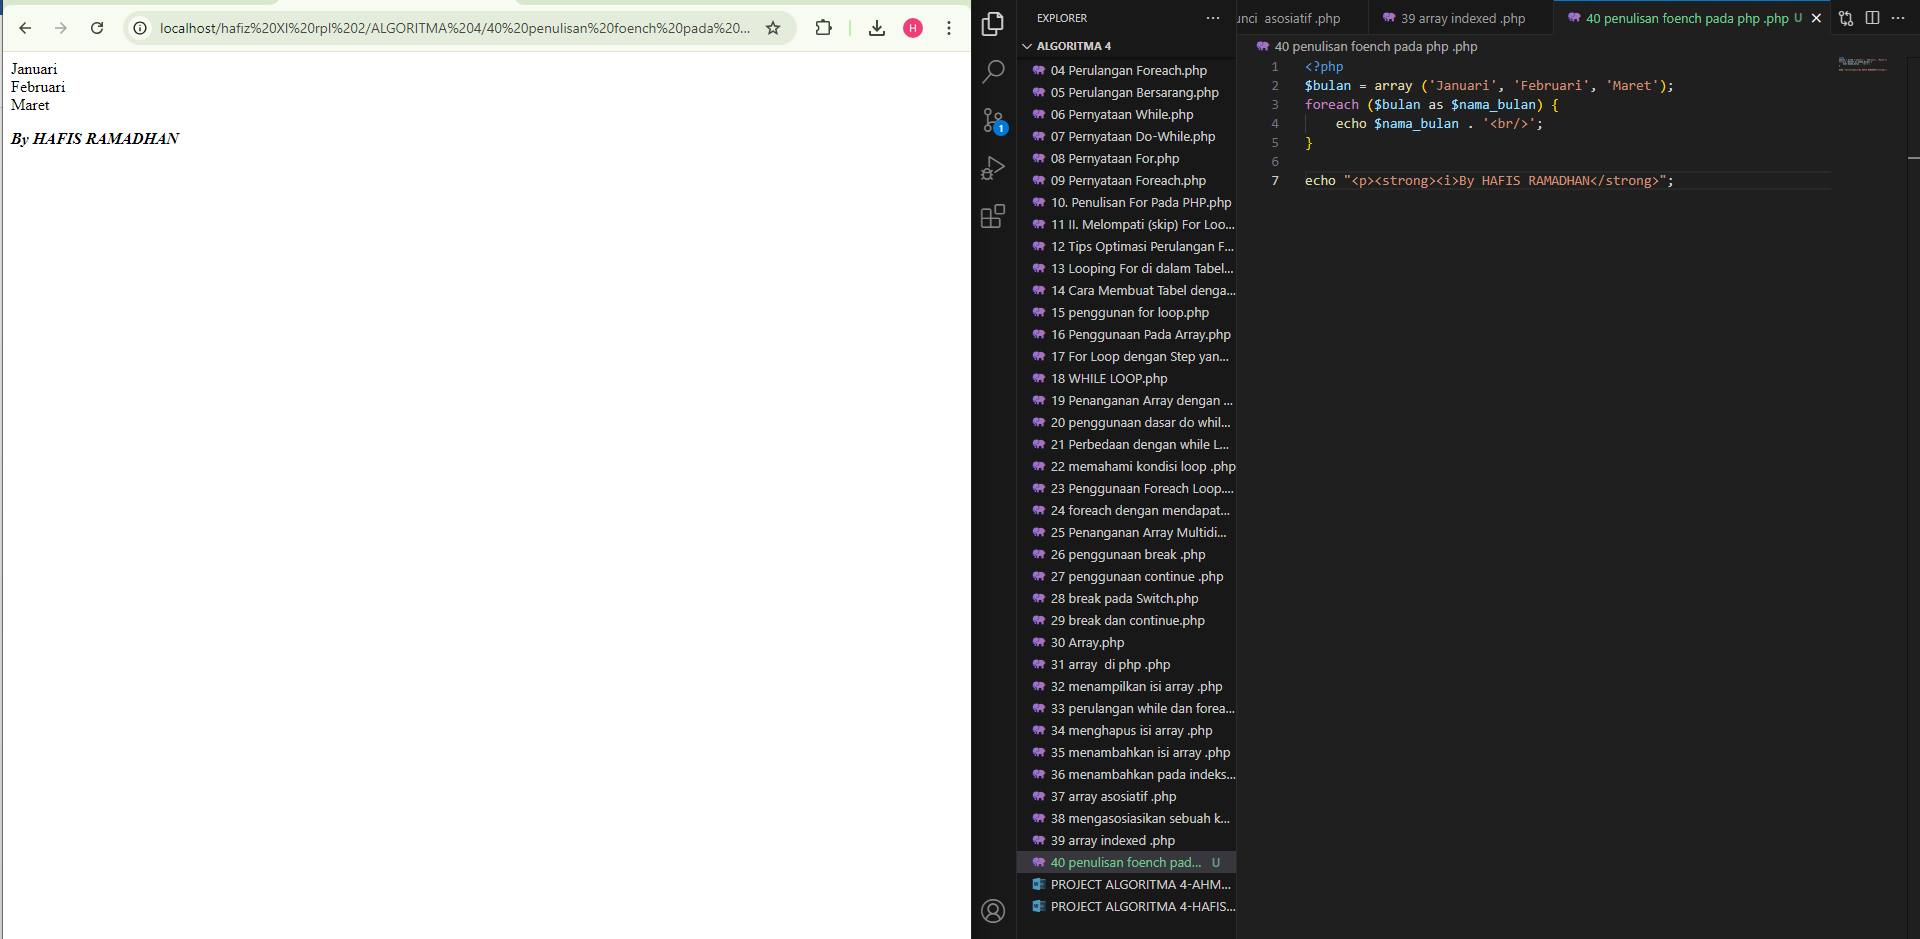 localhost/hafiz%20XI%20rpl%202/ALGORITMA%204/40%20penulisan%20foench%20pada%20...
H
Januari
Februari
Maret
By HAFIS RAMADHAN
1
EXPLORER
ALGORITMA 4
04 Perulangan Foreach.php
05 Perulangan Bersarang.php
06 Pernyataan While.php
07 Pernyataan Do-While.php
08 Pernyataan For.php
09 Pernyataan Foreach.php
10. Penulisan For Pada PHP.php
11 II. Melompati (skip) For Loo...
12 Tips Optimasi Perulangan F...
13 Looping For di dalam Tabel...
14 Cara Membuat Tabel denga...
15 penggunan for loop.php
16 Penggunaan Pada Array.php
17 For Loop dengan Step yan...
18 WHILE LOOP.php
19 Penanganan Array dengan ...
20 penggunaan dasar do whil...
21 Perbedaan dengan while L...
22 memahami kondisi loop .php
23 Penggunaan Foreach Loop....
24 foreach dengan mendapat...
25 Penanganan Array Multidi...
26 penggunaan break .php
27 penggunaan continue .php
28 break pada Switch.php
29 break dan continue.php
30 Array.php
31 array  di php .php
32 menampilkan isi array .php
33 perulangan while dan forea...
34 menghapus isi array .php
35 menambahkan isi array .php
36 menambahkan pada indeks...
37 array asosiatif .php
38 mengasosiasikan sebuah k...
39 array indexed .php
40 penulisan foench pad... U
PROJECT ALGORITMA 4-AHM...
PROJECT ALGORITMA 4-HAFIS...
unci  asosiatif .php
39 array indexed .php
40 penulisan foench pada php .php U
40 penulisan foench pada php .php
1 <?php
2 $bulan = array ('Januari', 'Februari', 'Maret');
3 foreach ($bulan as $nama_bulan) {
4     echo $nama_bulan . '<br/>';
5 }
6
7 echo "<p><strong><i>By HAFIS RAMADHAN</strong>";